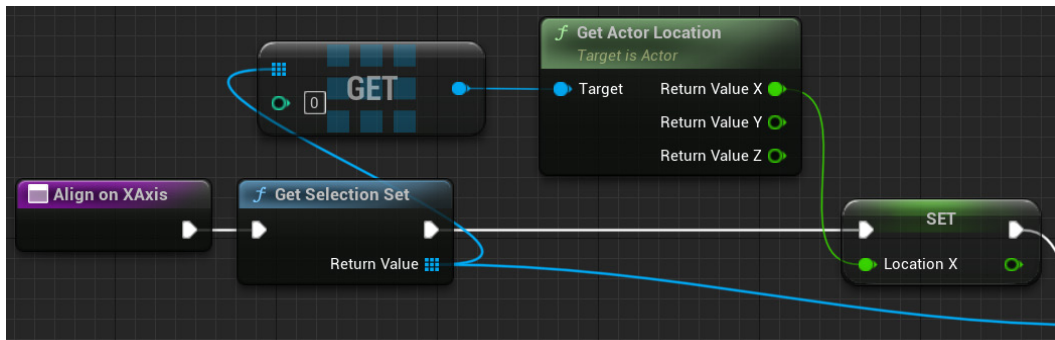 f Get Actor Location
Target is Actor
GET
0
Target
Return Value X
Return Value Y
Return Value Z
Align on XAxis
f Get Selection Set
Return Value
SET
Location X